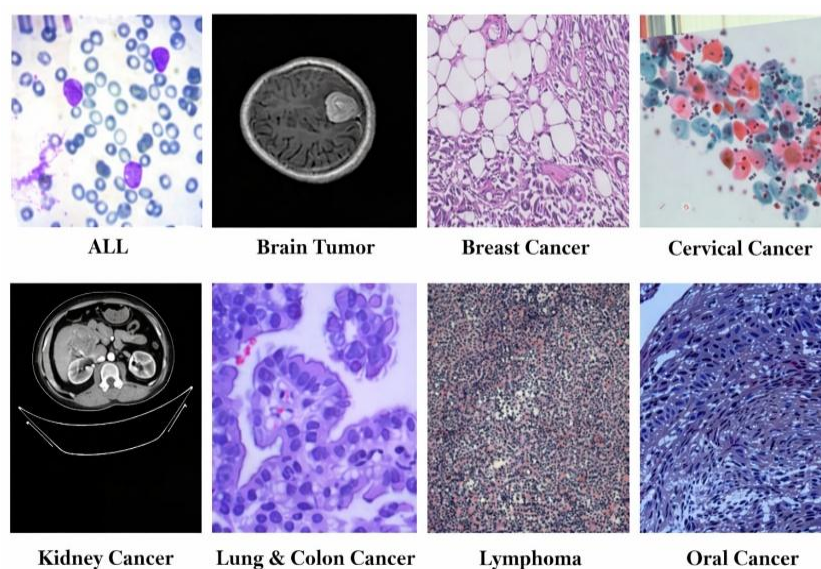 ALL
Brain Tumor
Breast Cancer
Cervical Cancer
Kidney Cancer
Lung & Colon Cancer
Lymphoma
Oral Cancer